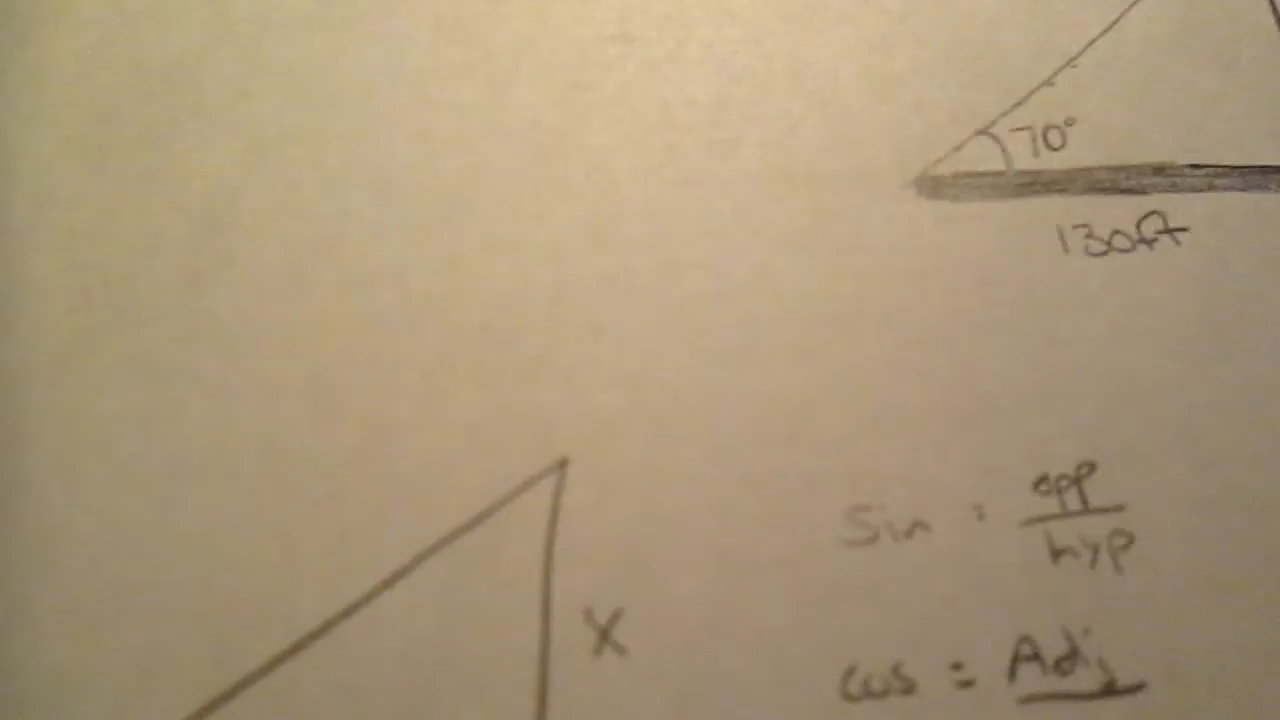 70°
130ft
X
Sin = opp
hyp
cos = Adj